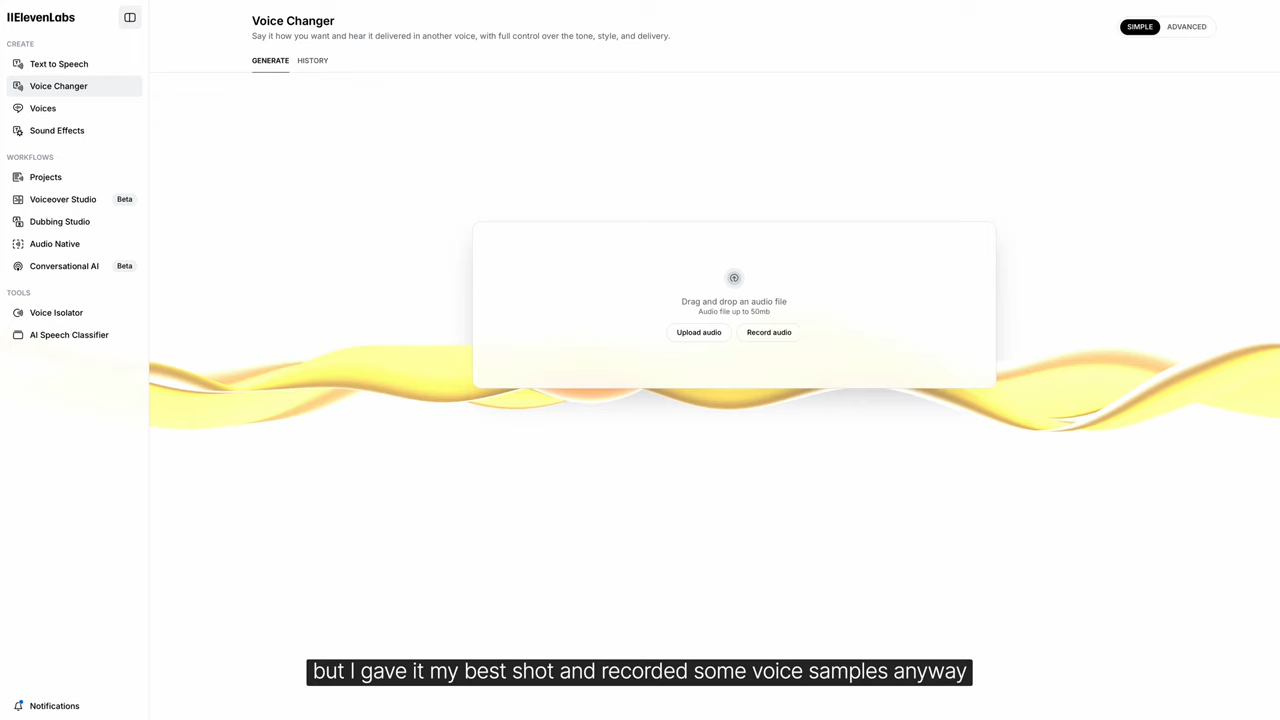 IIElevenLabs
CREATE
Text to Speech
Voice Changer
Voices
Sound Effects
WORKFLOWS
Projects
Voiceover Studio Beta
Dubbing Studio
Audio Native
Conversational AI Beta
TOOLS
Voice Isolator
AI Speech Classifier
Notifications
Voice Changer
Say it how you want and hear it delivered in another voice, with full control over the tone, style, and delivery.
SIMPLE ADVANCED
GENERATE HISTORY
Drag and drop an audio file
Audio file up to 50mb
Upload audio Record audio
but I gave it my best shot and recorded some voice samples anyway